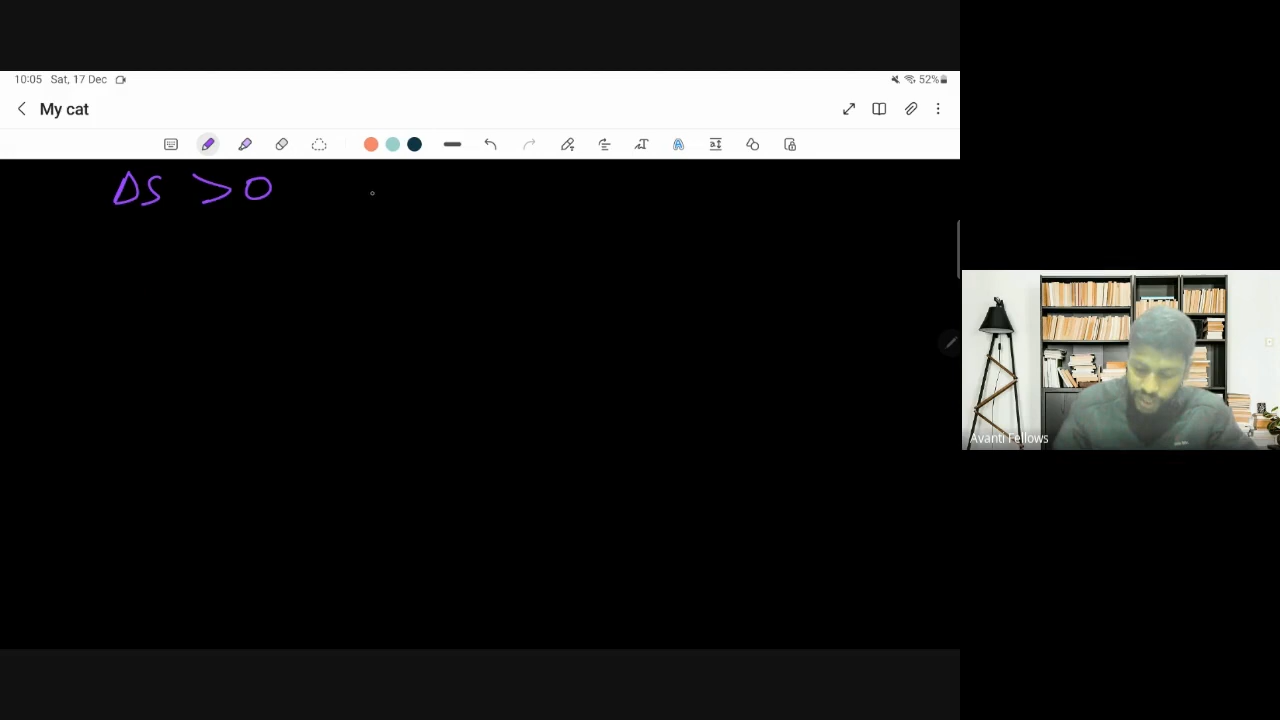 10:05 Sat, 17 Dec 52%
My cat
ΔS > 0
Avanti Fellows